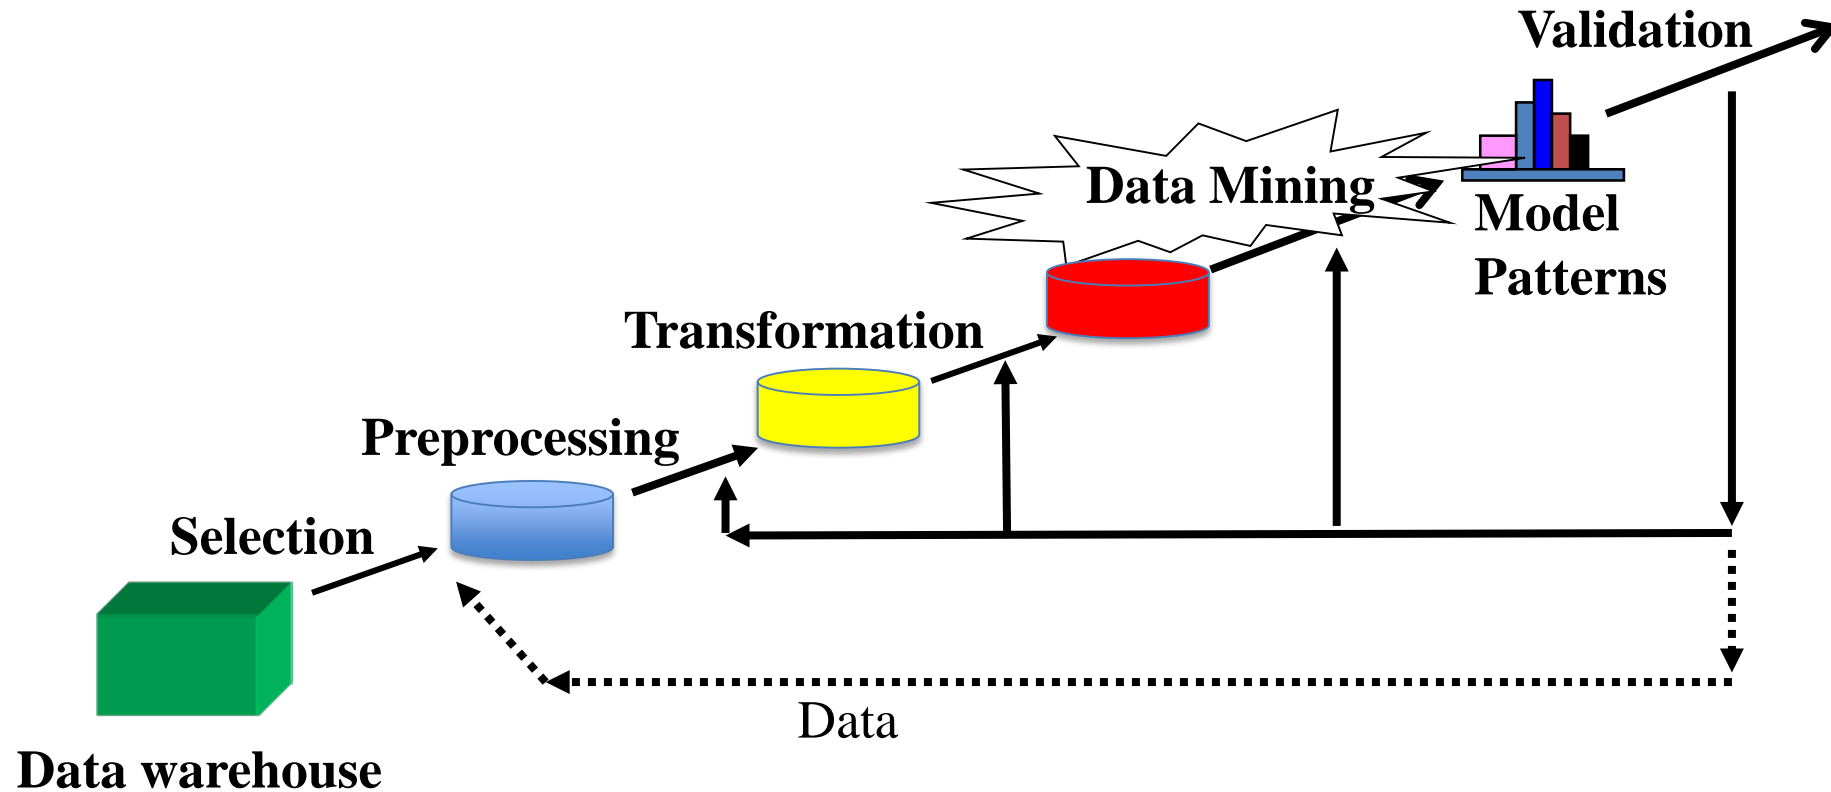 Validation
Data Mining
Model
Patterns
Transformation
Preprocessing
Selection
Data
Data warehouse